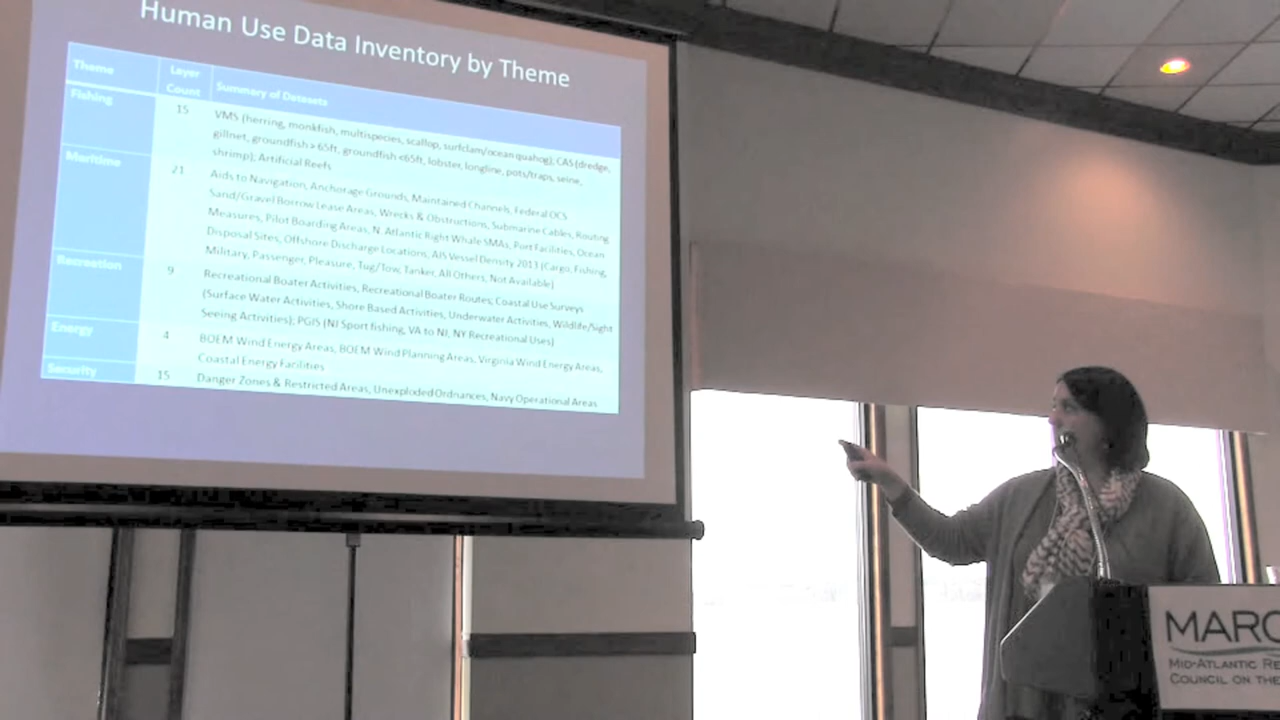 Human Use Data Inventory by Theme
Theme
Layer
Count
Summary of Datasets
Fishing
15
VMS (herring, monkfish, multispecies, scallop, surfclam/ocean quahog); CAS (dredge,
gillnet, groundfish > 65ft, groundfish <65ft, lobster, longline, pots/traps, seine,
shrimp); Artificial Reefs
Maritime
21
Aids to Navigation, Anchorage Grounds, Maintained Channels, Federal OCS
Sand/Gravel Borrow Lease Areas, Wrecks & Obstructions, Submarine Cables, Routing
Measures, Pilot Boarding Areas, N. Atlantic Right Whale SMAs, Port Facilities, Ocean
Disposal Sites, Offshore Discharge Locations, AIS Vessel Density 2013 (Cargo, Fishing,
Military, Passenger, Pleasure, Tug/Tow, Tanker, All Others, Not Available)
Recreation
9
Recreational Boater Activities, Recreational Boater Routes; Coastal Use Surveys
(Surface Water Activities, Shore Based Activities, Underwater Activities, Wildlife/Sight
Seeing Activities); PGIS (NJ Sport fishing, VA to NJ, NY Recreational Uses)
Energy
4
BOEM Wind Energy Areas, BOEM Wind Planning Areas, Virginia Wind Energy Areas,
Coastal Energy Facilities
Security
15
Danger Zones & Restricted Areas, Unexploded Ordnances, Navy Operational Areas
MARC
MID-ATLANTIC RE
COUNCIL ON THE